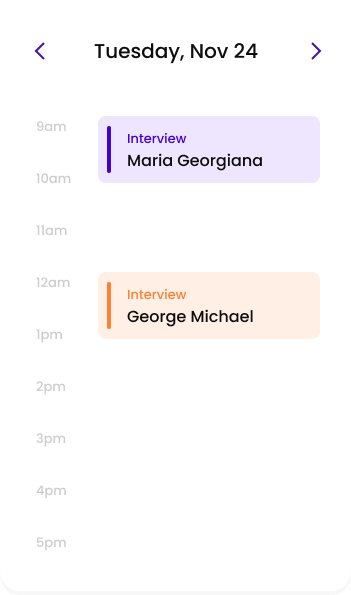 Tuesday, Nov 24
9am
Interview
Maria Georgiana
10am
11am
12am
Interview
George Michael
1pm
2pm
3pm
4pm
5pm